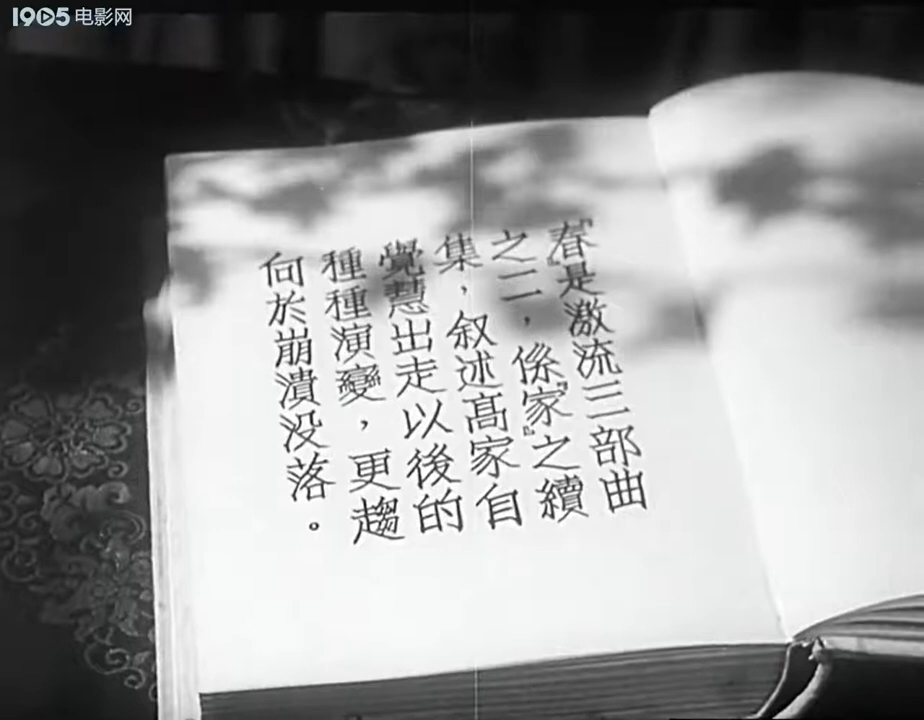 1905电影网
『春』是激流三部曲
之二，係『家』之續
集，叙述高家自
覺慧出走以後的
種種演變，更趨
向於崩潰没落。